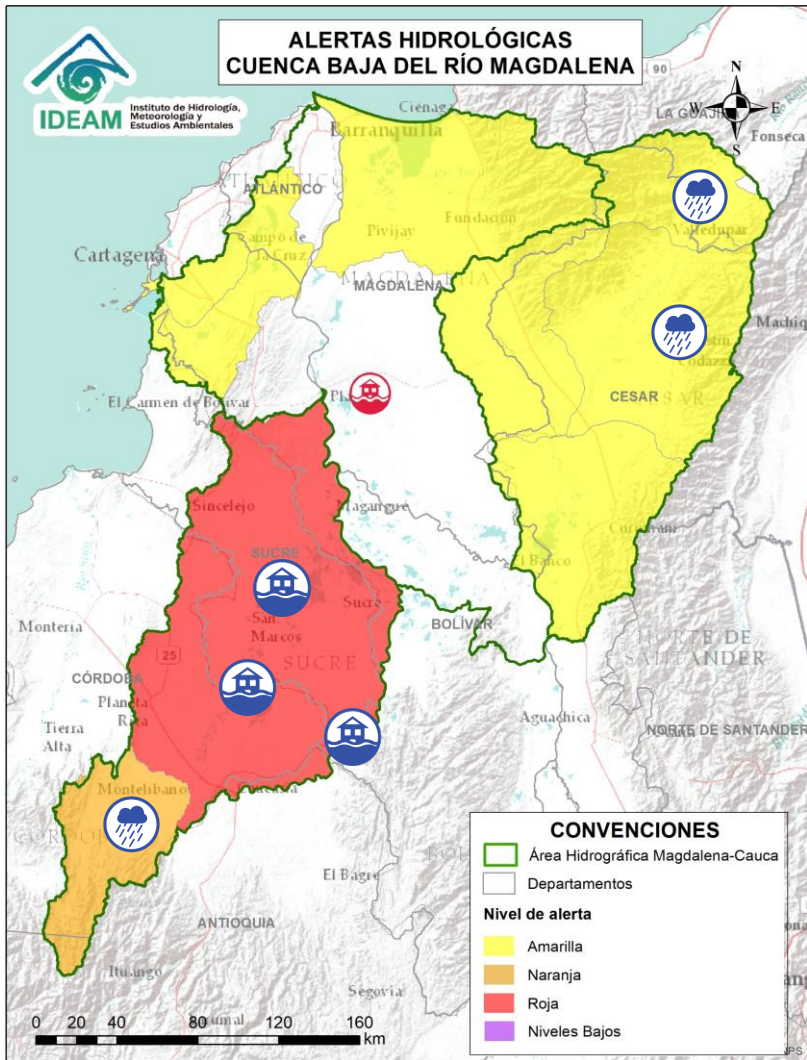 ALERTAS HIDROLÓGICAS
CUENCA BAJA DEL RÍO MAGDALENA
IDEAM
Instituto de Hidrología,
Meteorología y
Estudios Ambientales
N
W
E
S
90
LA GUAJIRA
Fonseca
Ciénaga
Barranquilla
ATLÁNTICO
Valledupar
Pivijay
Fundación
Campo de
la Cruz
Cartagena
MAGDALENA
MAGDALENA
Codazzi
CESAR
El Carmen de Bolívar
Sincelejo
Magangue
SUCRE
Sucre
San
Marcos
SUCRE
El Banco
BOLÍVAR
Montería
25
CÓRDOBA
Planeta
Rica
Tierra
Alta
NORTE DE
SANTANDER
Aguachica
NORTE DE SANTANDER
Montelíbano
El Bagre
ANTIOQUIA
Ituango
Segovia
0
20
40
80
120
160
km
CONVENCIONES
Área Hidrográfica Magdalena-Cauca
Departamentos
Nivel de alerta
Amarilla
Naranja
Roja
Niveles Bajos